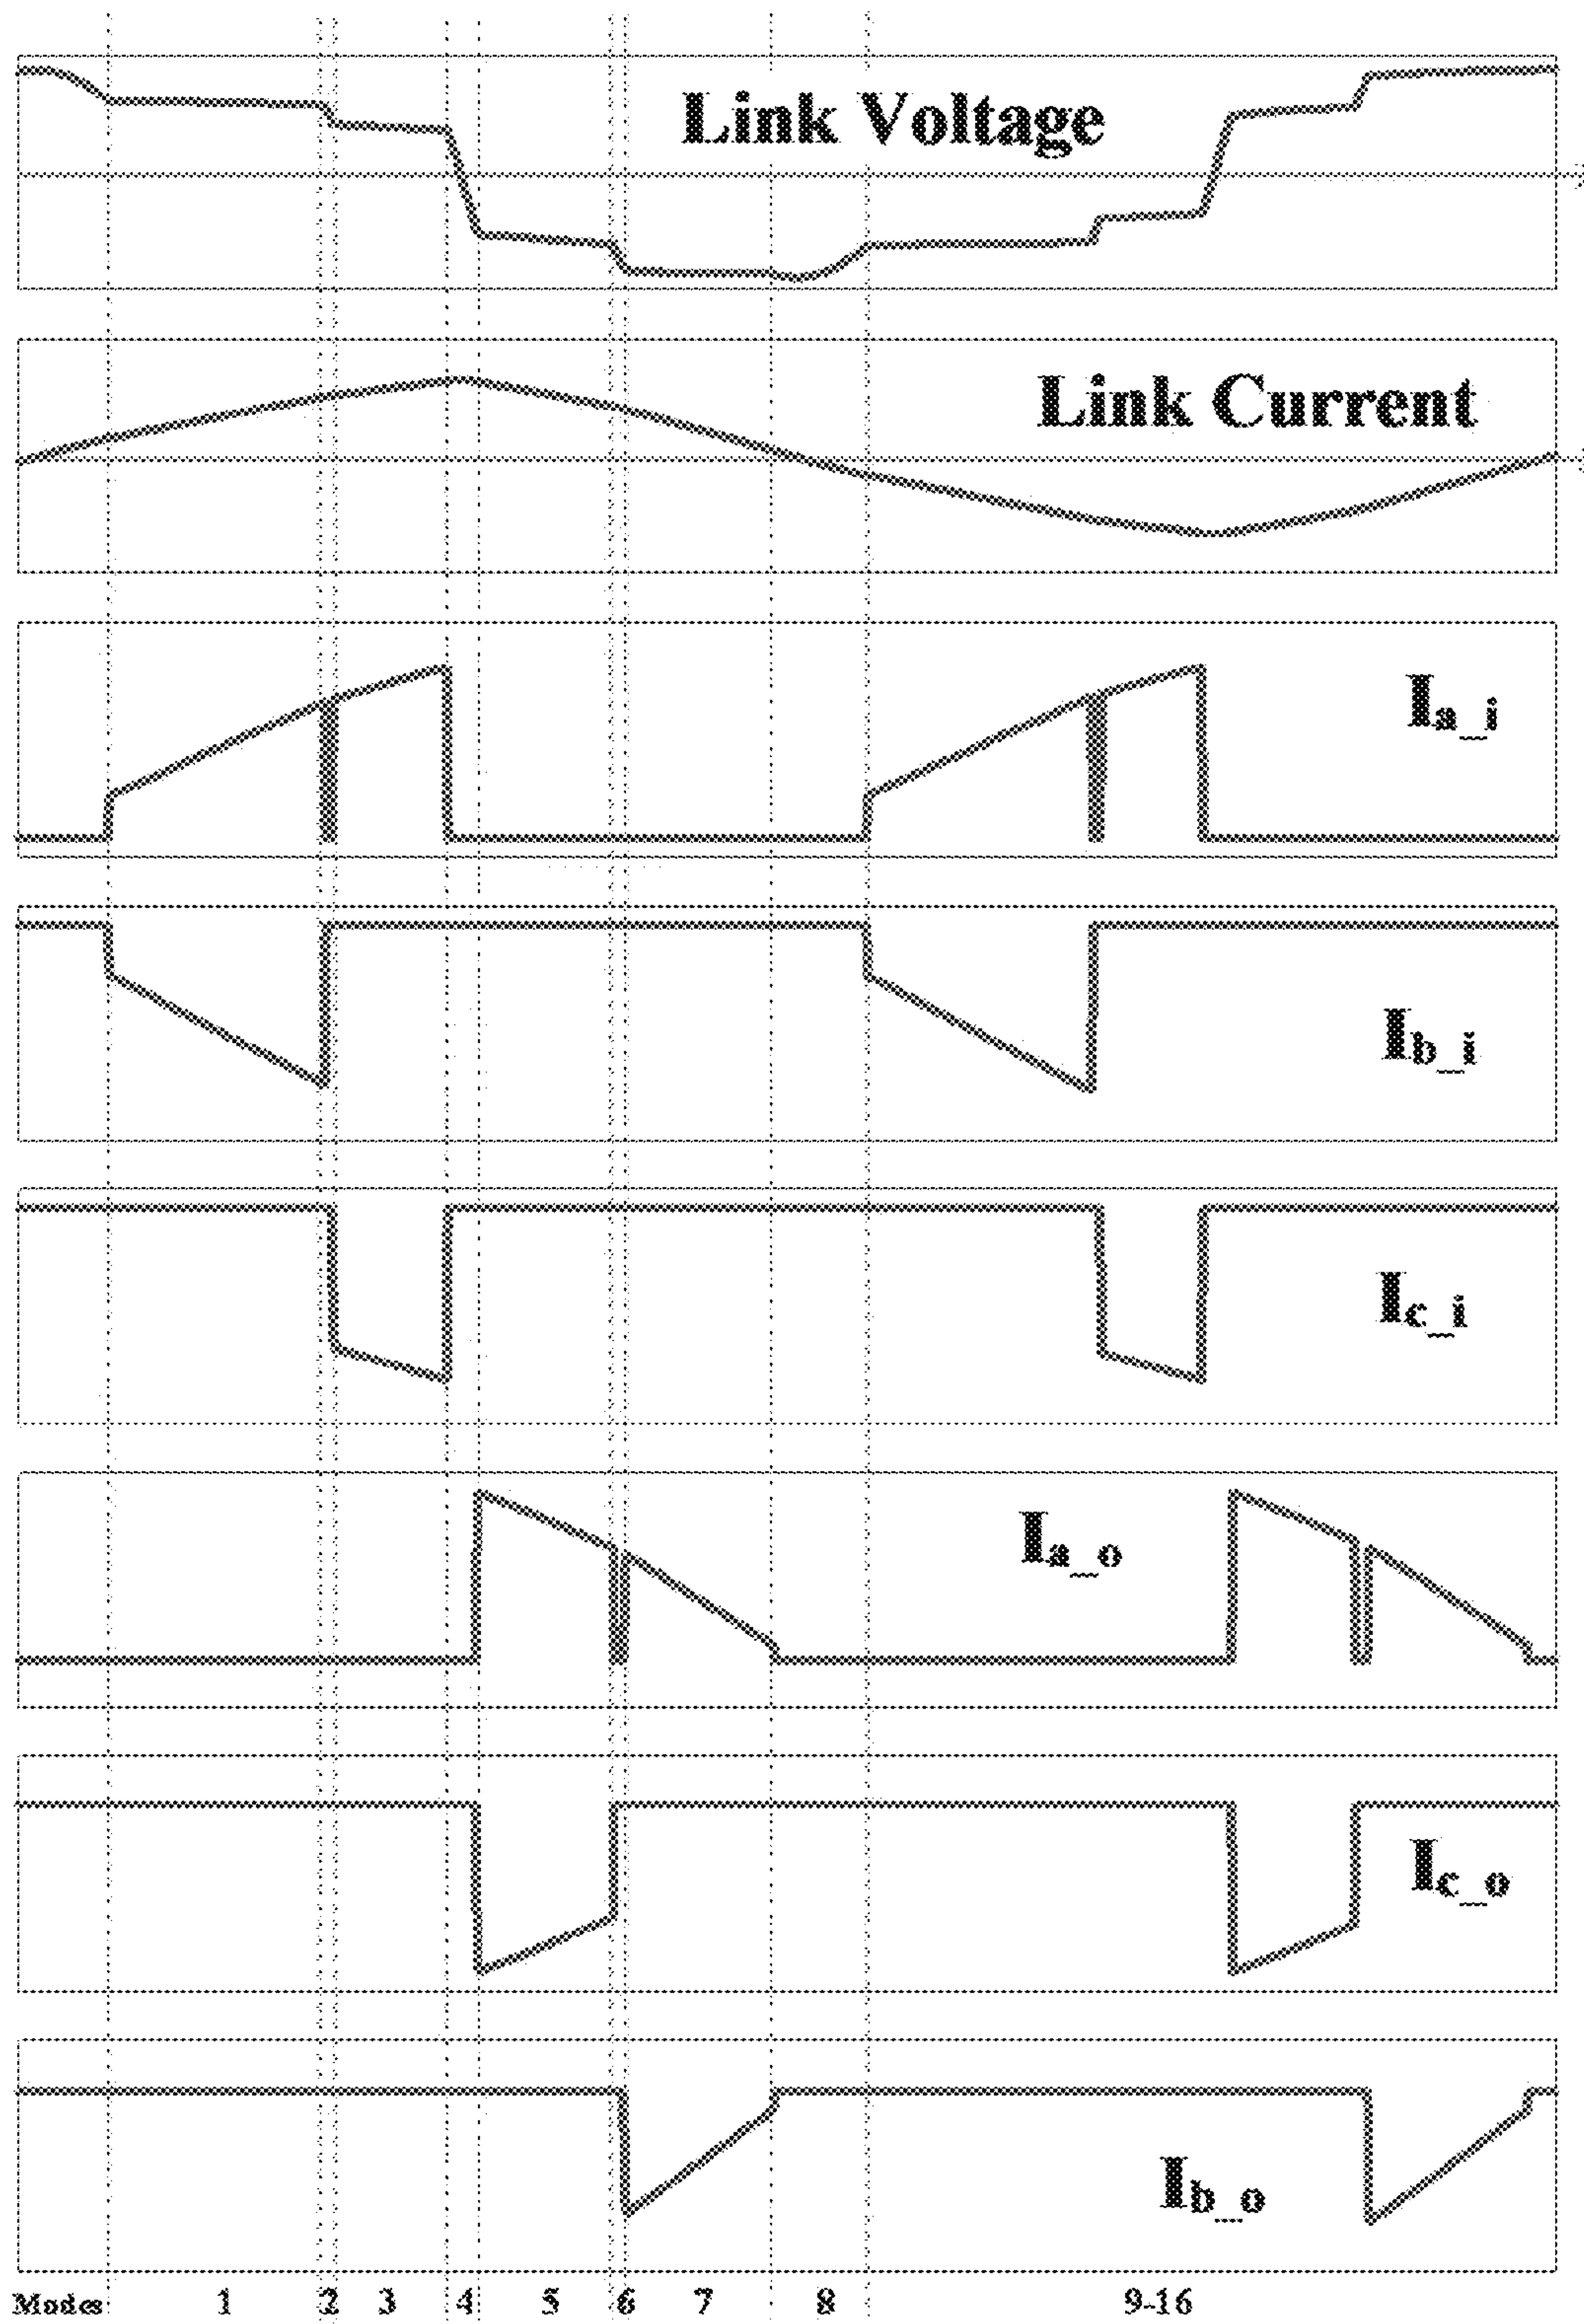 Link Voltage
Link Current
Ia_i
Ib_i
Ic_i
Ia_o
Ic_o
Ib_o
Modes 1 2 3 4 5 6 7 8 9-16